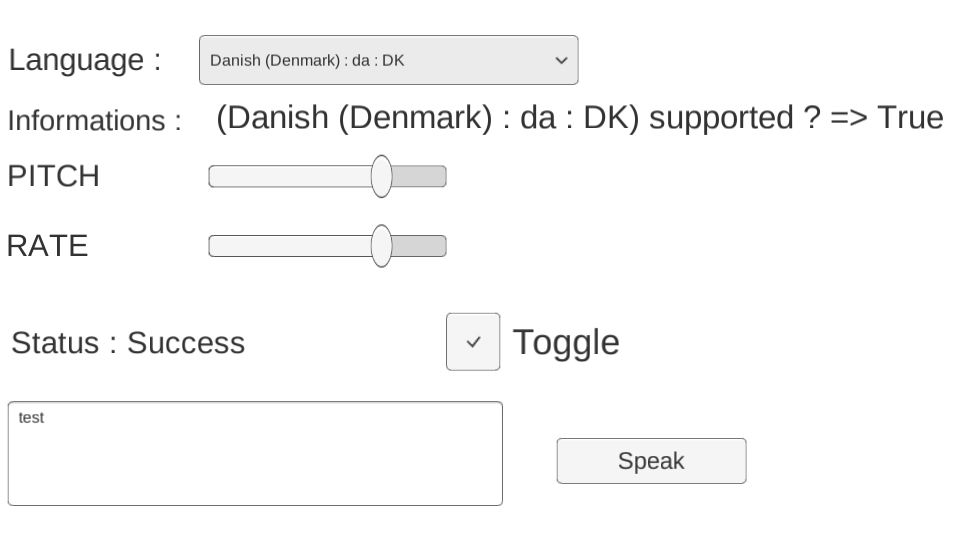 Language :
Danish (Denmark) : da : DK
Informations :
(Danish (Denmark) : da : DK) supported ? => True
PITCH
RATE
Status : Success
Toggle
test
Speak